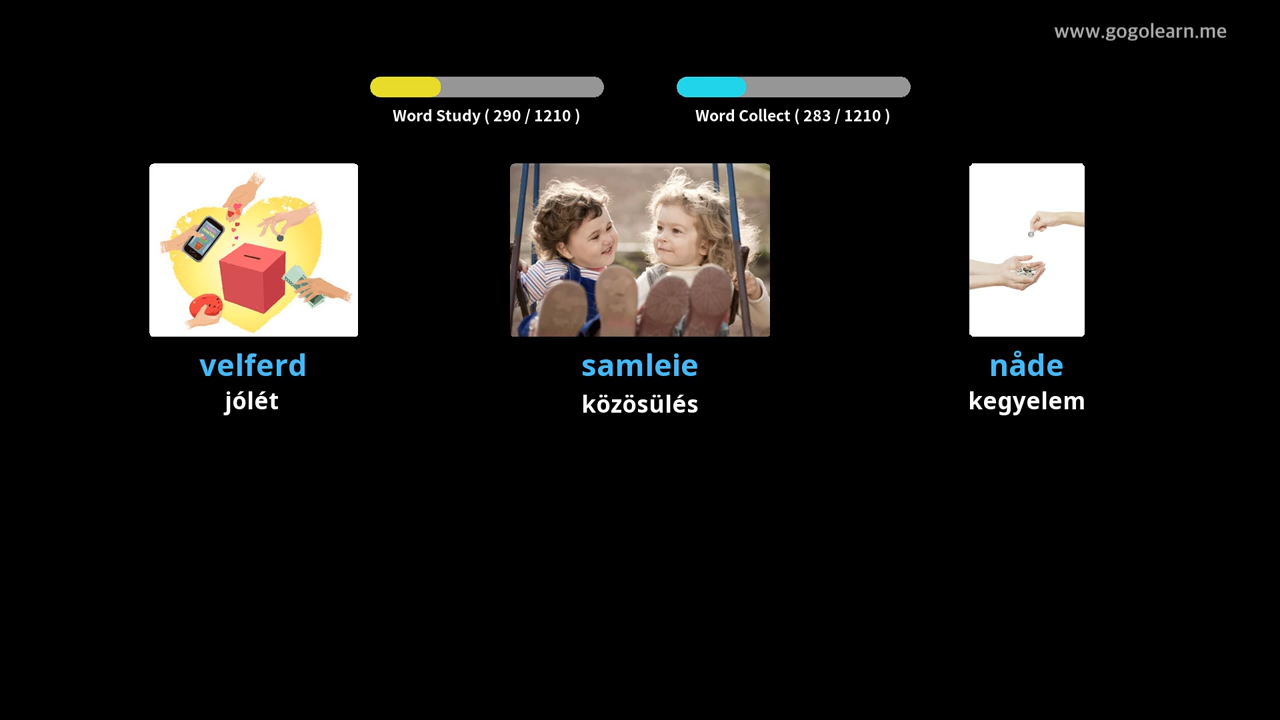 www.gogolearn.me
Word Study ( 290 / 1210 )
Word Collect ( 283 / 1210 )
velferd
jólét
samleie
közösülés
nåde
kegyelem